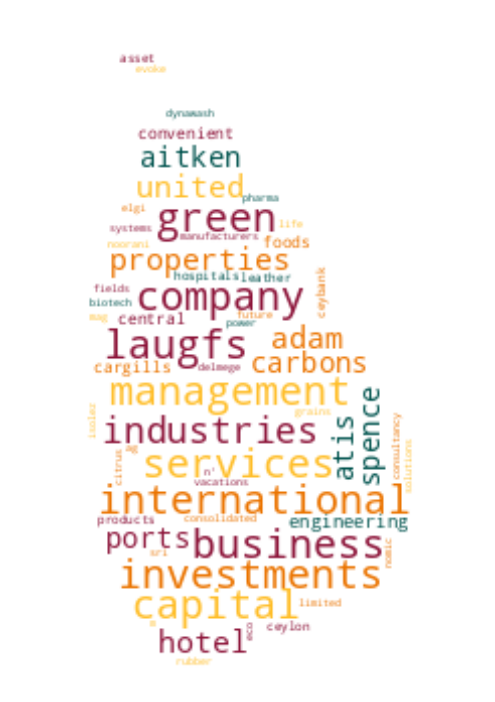 asset
evoke
dynawash
convenient
aitken
united
pharma
elgi
green
life
systems
manufacturers
noorani
foods
properties
hospitals
leather
ceybank
fields
company
biotech
mag
central
future
power
laugfs
adam
cargills
delmege
carbons
management
grains
isolez
industries
atis
spence
consultancy
ag
citrus
services
solutions
n'
vacations
international
products
consolidated
engineering
ports
business
sri
nomic
investments
capital
limited
hotel
eco
ceylon
rubber